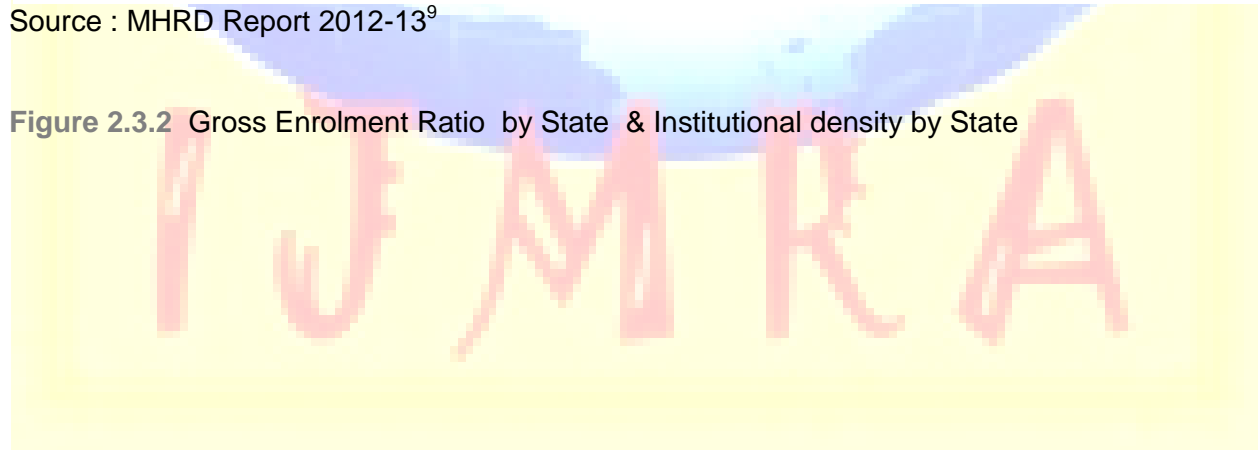 Source : MHRD Report 2012-13⁹
Figure 2.3.2 Gross Enrolment Ratio by State & Institutional density by State
IJMRA